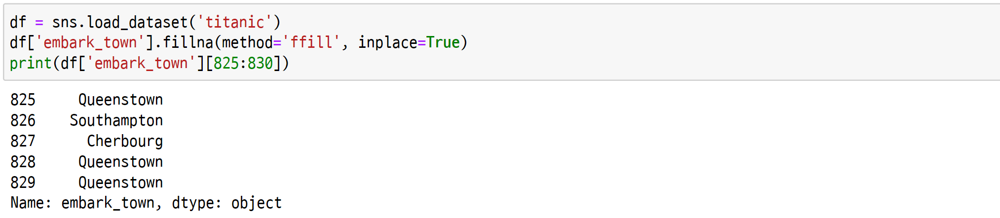 df = sns.load_dataset('titanic')
df['embark_town'].fillna(method='ffill', inplace=True)
print(df['embark_town'][825:830])
825     Queenstown
826    Southampton
827      Cherbourg
828     Queenstown
829     Queenstown
Name: embark_town, dtype: object